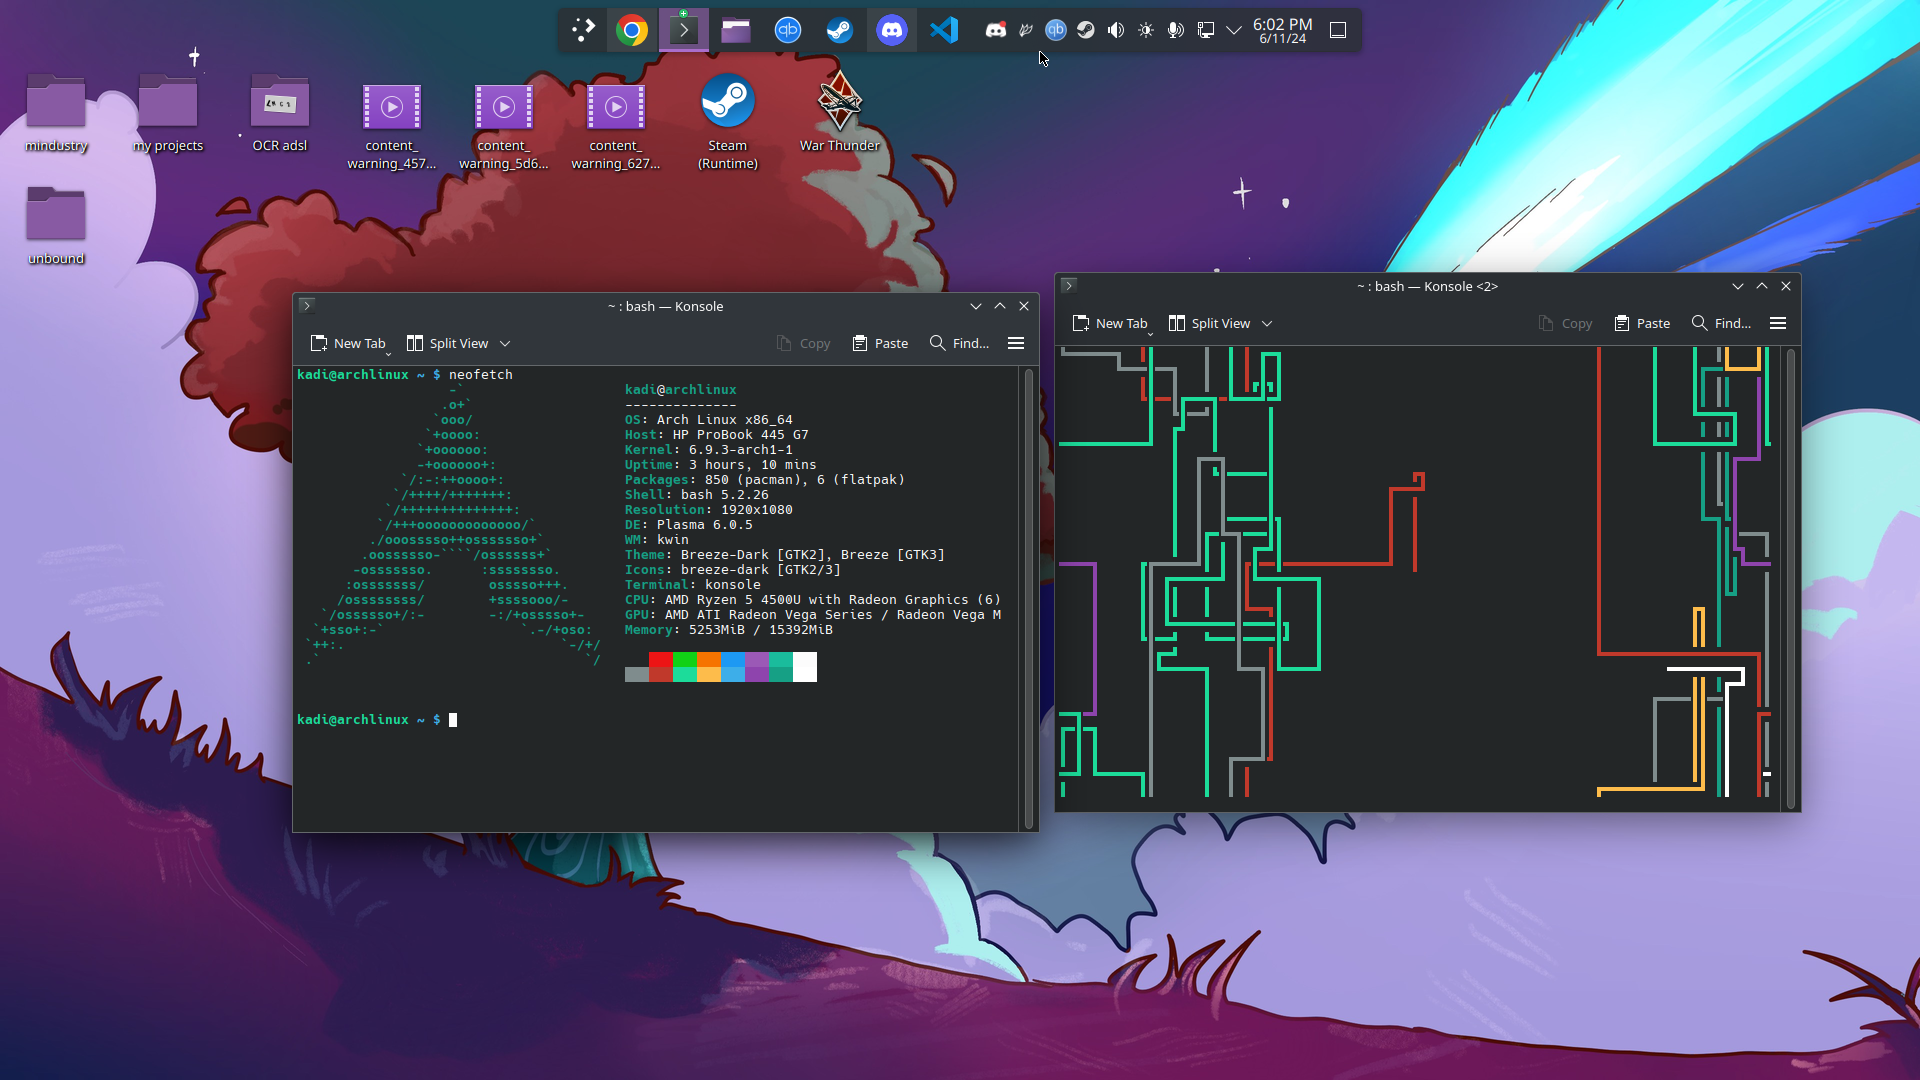 6:02 PM
6/11/24
mindustry
my projects
OCR adsl
content_
warning_457...
content_
warning_5d6...
content_
warning_627...
Steam
(Runtime)
War Thunder
unbound
~ : bash — Konsole
New Tab
Split View
Copy
Paste
Find...
kadi@archlinux ~ $ neofetch
kadi@archlinux
--------------
OS: Arch Linux x86_64
Host: HP ProBook 445 G7
Kernel: 6.9.3-arch1-1
Uptime: 3 hours, 10 mins
Packages: 850 (pacman), 6 (flatpak)
Shell: bash 5.2.26
Resolution: 1920x1080
DE: Plasma 6.0.5
WM: kwin
Theme: Breeze-Dark [GTK2], Breeze [GTK3]
Icons: breeze-dark [GTK2/3]
Terminal: konsole
CPU: AMD Ryzen 5 4500U with Radeon Graphics (6)
GPU: AMD ATI Radeon Vega Series / Radeon Vega M
Memory: 5253MiB / 15392MiB
kadi@archlinux ~ $
~ : bash — Konsole <2>
New Tab
Split View
Copy
Paste
Find...